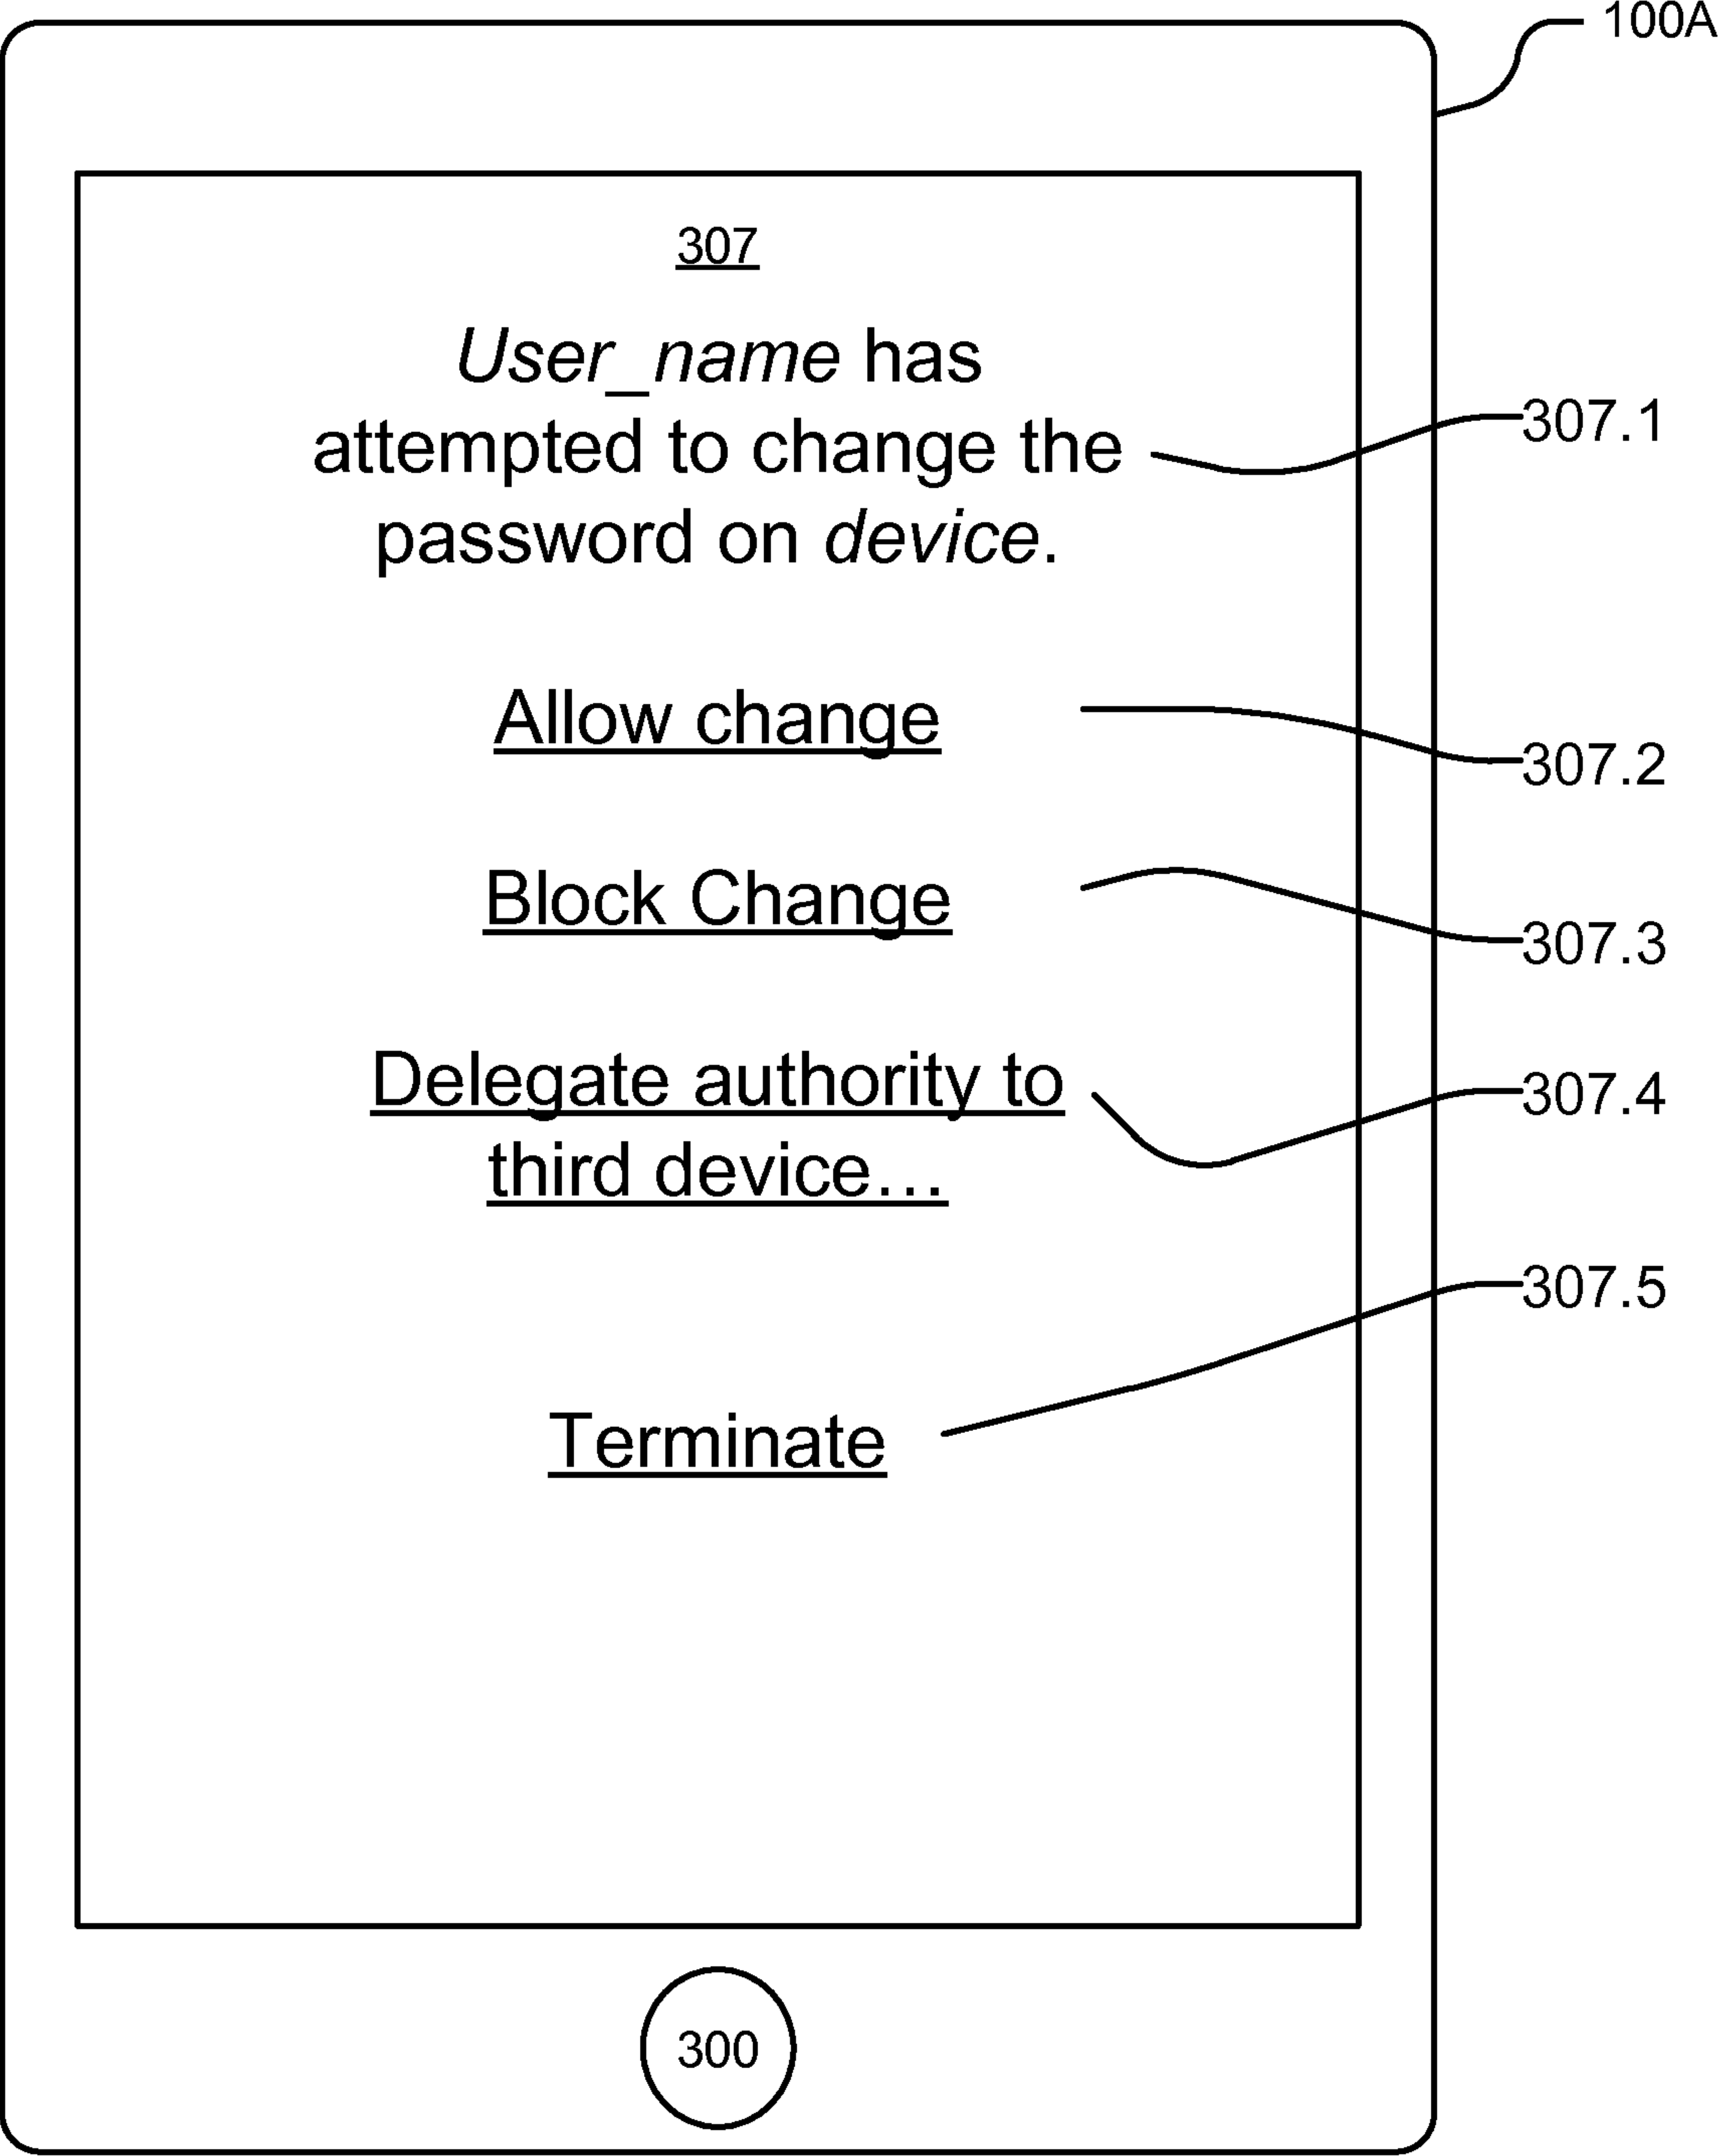 100A
307
User_name has
attempted to change the
password on device.
307.1
Allow change
307.2
Block Change
307.3
Delegate authority to
third device...
307.4
307.5
Terminate
300